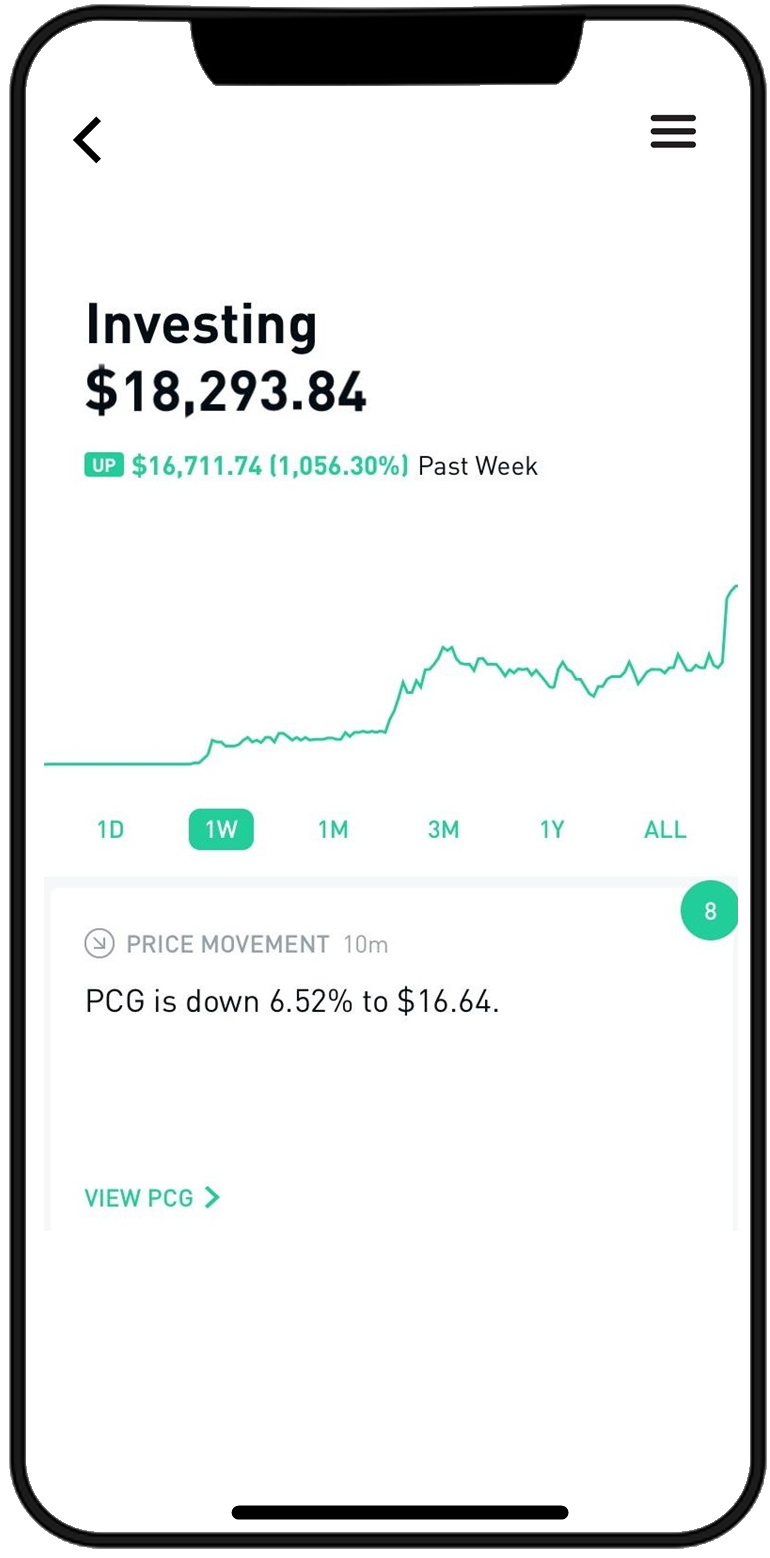 Investing
$18,293.84
UP $16,711.74 (1,056.30%) Past Week
1D 1W 1M 3M 1Y ALL
8
PRICE MOVEMENT 10m
PCG is down 6.52% to $16.64.
VIEW PCG